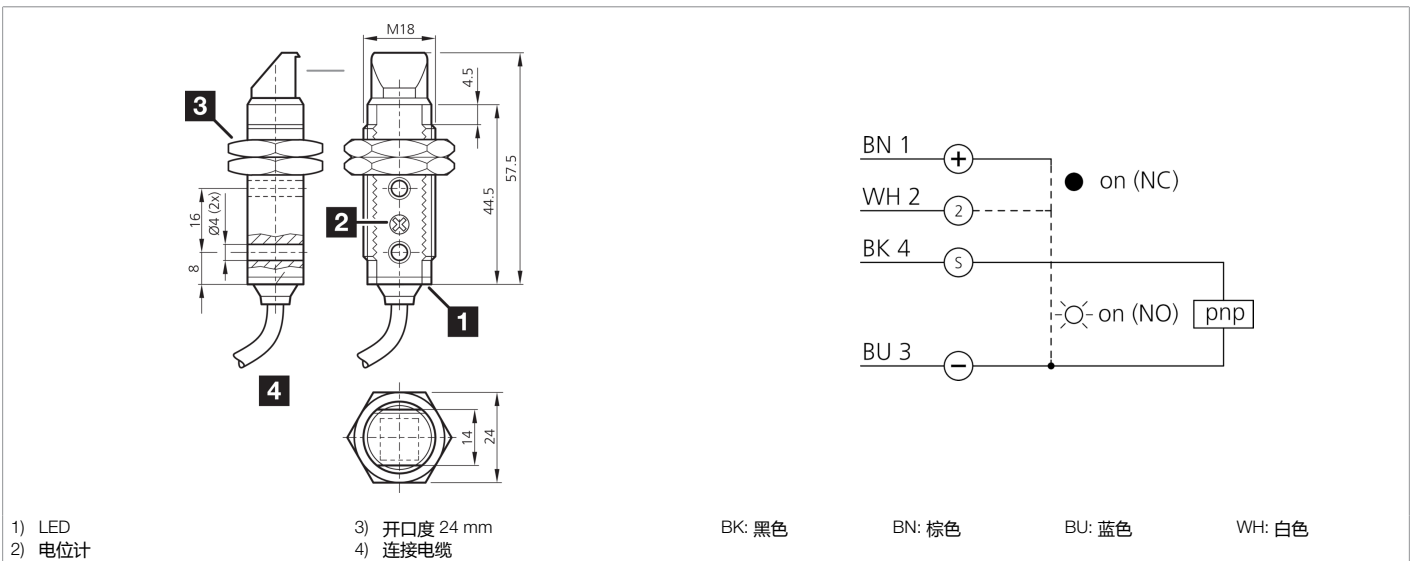 M18
4.5
3
57.5
44.5
16
Ø4 (2x)
2
8
1
4
14
24
BN 1
+
on (NC)
WH 2
2
BK 4
S
on (NO)
pnp
BU 3
−
1) LED
2) 电位计
3) 开口度 24 mm
4) 连接电缆
BK: 黑色
BN: 棕色
BU: 蓝色
WH: 白色